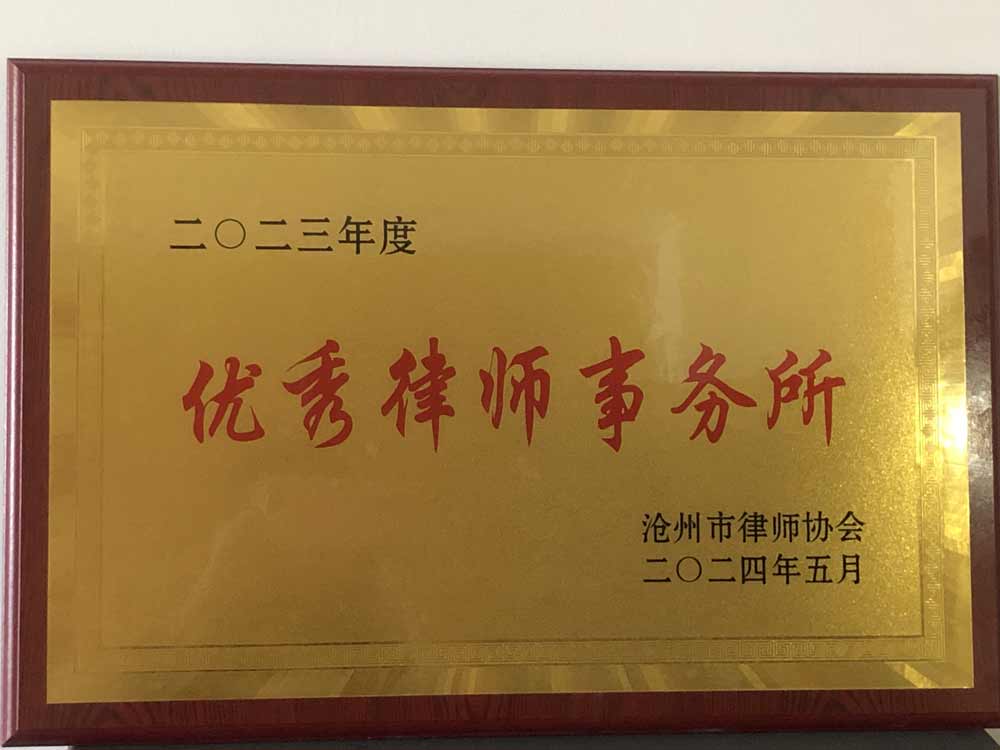 二〇二三年度
优秀律师事务所
沧州市律师协会
二〇二四年五月